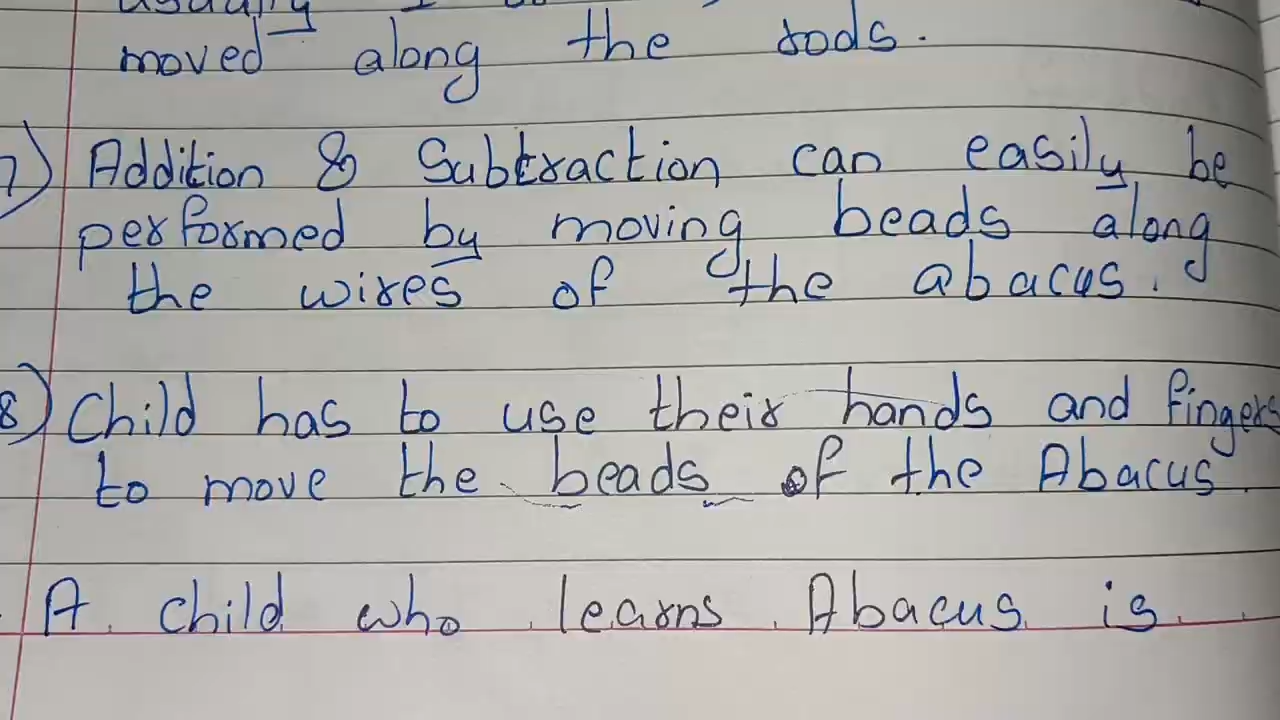 usually
moved along the rods.
7) Addition & Subtraction can easily be
performed by moving beads along
the wires of the abacus.
8) Child has to use their hands and fingers
to move the beads of the Abacus
A child who learns Abacus is